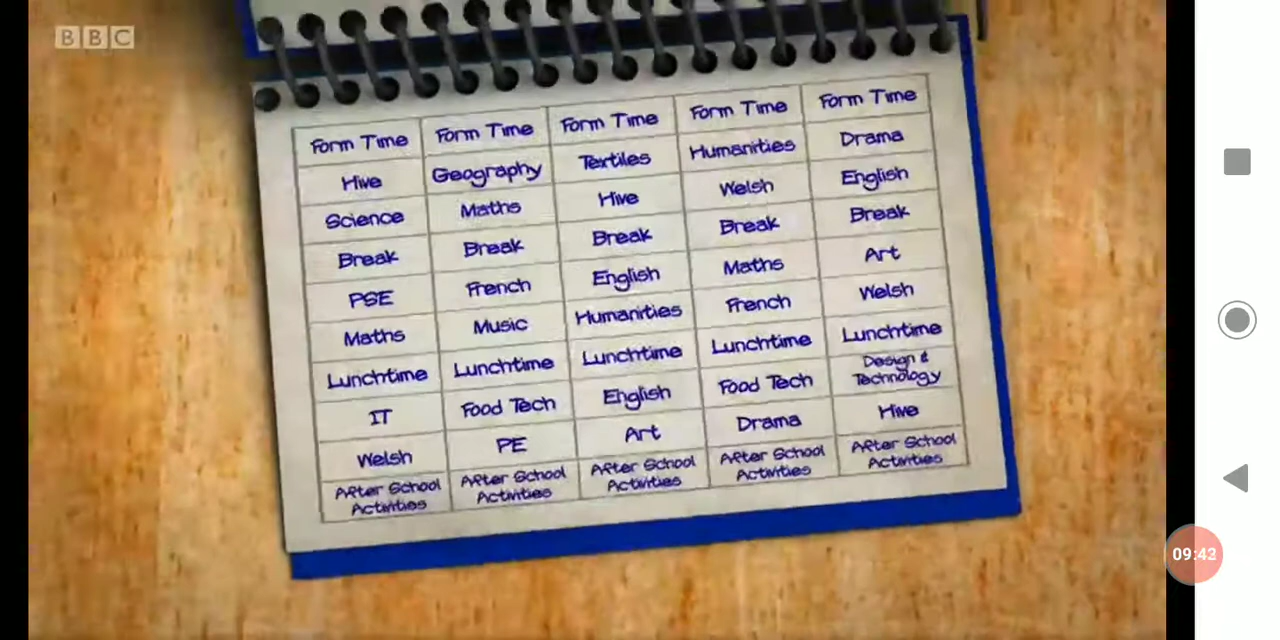 BBC
Form Time Form Time Form Time Form Time Form Time
Hive Geography Textiles Humanities Drama
Science Maths Hive Welsh English
Break Break Break Break Break
PSE French English Maths Art
Maths Music Humanities French Welsh
Lunchtime Lunchtime Lunchtime Lunchtime Lunchtime
IT Food Tech English Food Tech Design & Technology
Welsh PE Art Drama Hive
After School Activities After School Activities After School Activities After School Activities After School Activities
09:42